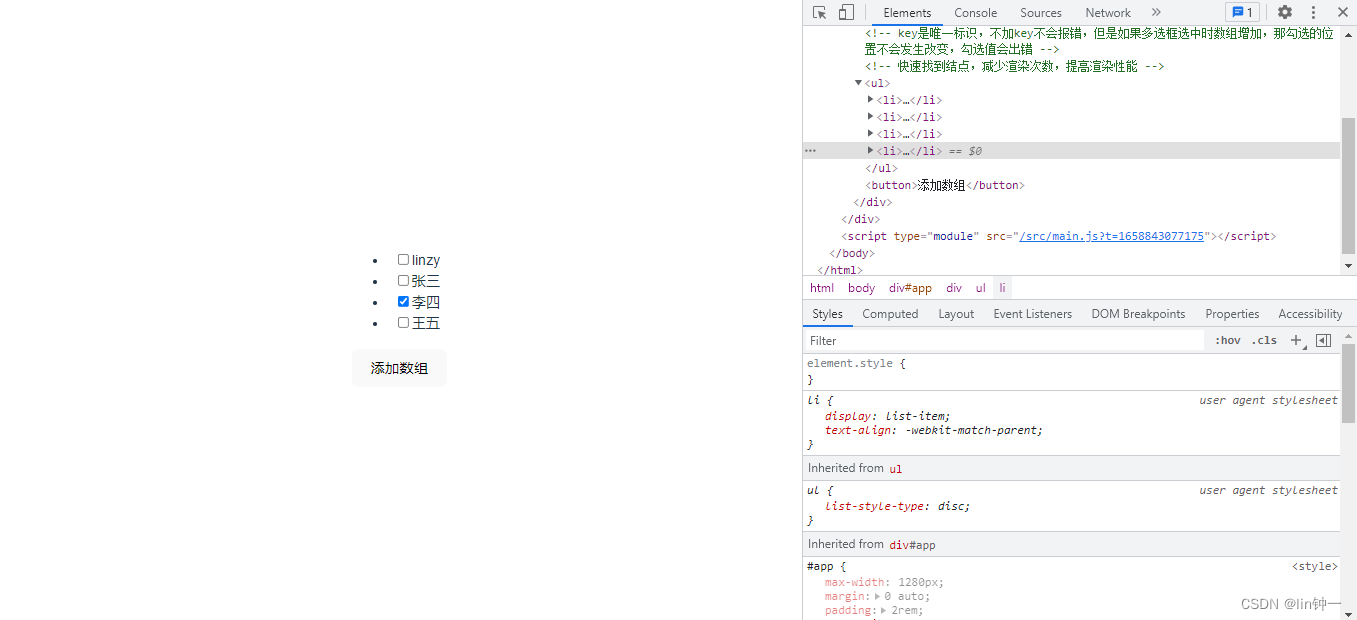 linzy
张三
李四
王五
添加数组
Elements Console Sources Network » 1
<!-- key是唯一标识，不加key不会报错，但是如果多选框选中时数组增加，那勾选的位
置不会发生改变，勾选值会出错 -->
<!-- 快速找到结点，减少渲染次数，提高渲染性能 -->
<ul>
<li>…</li>
<li>…</li>
<li>…</li>
<li>…</li> == $0
</ul>
<button>添加数组</button>
</div>
</div>
<script type="module" src="/src/main.js?t=1658843077175"></script>
</body>
</html>
html body div#app div ul li
Styles Computed Layout Event Listeners DOM Breakpoints Properties Accessibility
Filter :hov .cls +
element.style {
}
li { user agent stylesheet
display: list-item;
text-align: -webkit-match-parent;
}
Inherited from ul
ul { user agent stylesheet
list-style-type: disc;
}
Inherited from div#app
#app { <style>
max-width: 1280px;
margin: 0 auto;
padding: 2rem;
CSDN @lin钟一